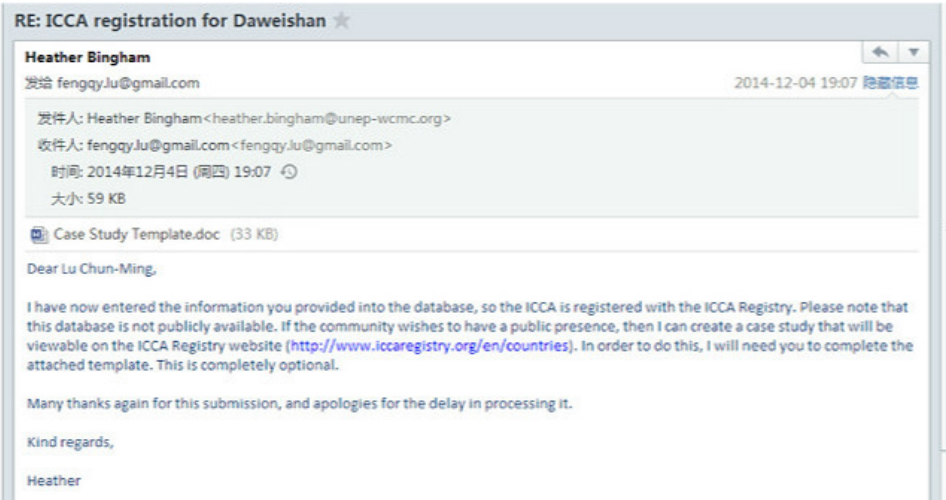 RE: ICCA registration for Daweishan
Heather Bingham
发给 fengqy.lu@gmail.com
2014-12-04 19:07 隐藏信息
发件人: Heather Bingham<heather.bingham@unep-wcmc.org>
收件人: fengqy.lu@gmail.com<fengqy.lu@gmail.com>
时间: 2014年12月4日 (周四) 19:07
大小: 59 KB
Case Study Template.doc (33 KB)
Dear Lu Chun-Ming,
I have now entered the information you provided into the database, so the ICCA is registered with the ICCA Registry. Please note that
this database is not publicly available. If the community wishes to have a public presence, then I can create a case study that will be
viewable on the ICCA Registry website (http://www.iccaregistry.org/en/countries). In order to do this, I will need you to complete the
attached template. This is completely optional.
Many thanks again for this submission, and apologies for the delay in processing it.
Kind regards,
Heather